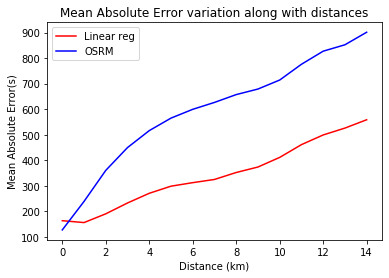 Mean Absolute Error variation along with distances
Linear reg
OSRM
900
800
700
600
500
400
300
200
100
Mean Absolute Error(s)
0 2 4 6 8 10 12 14
Distance (km)